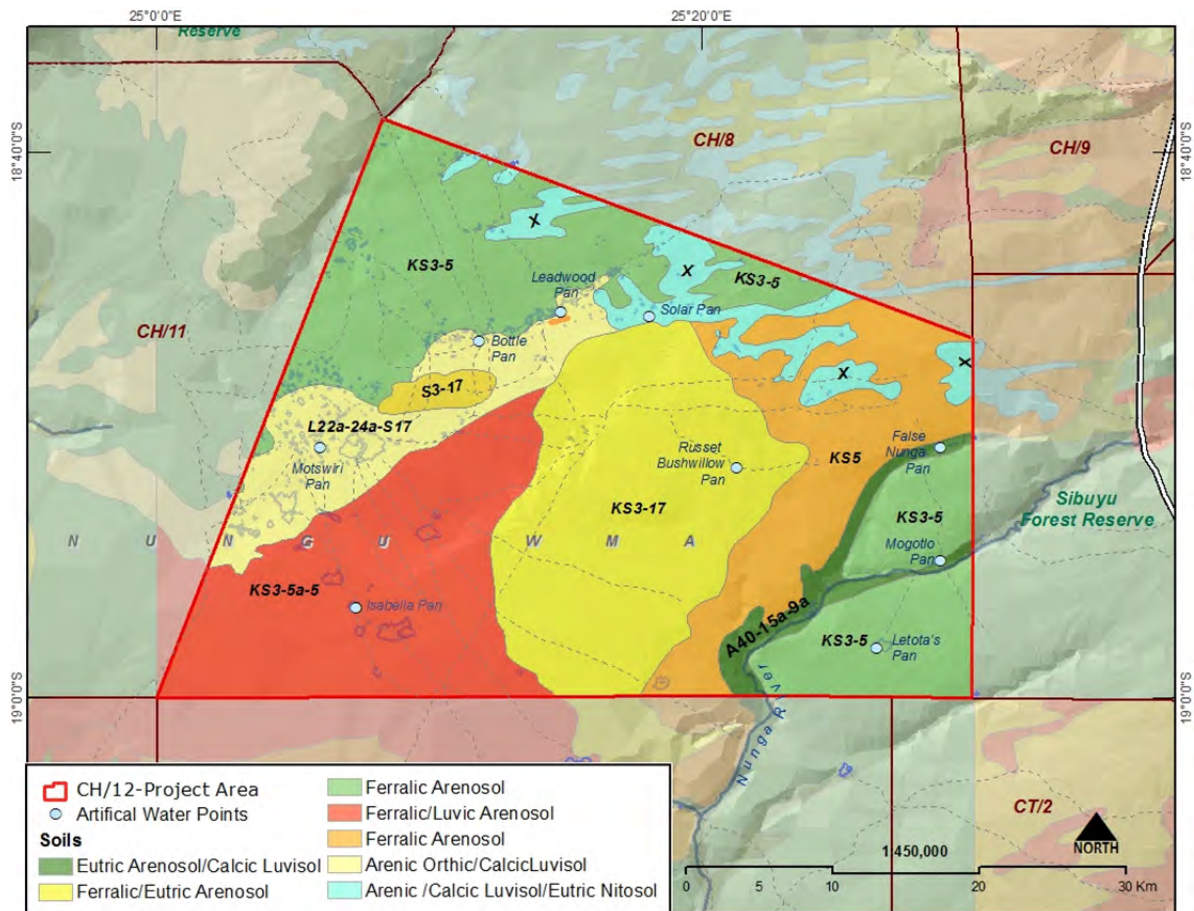 25°0'0"E
25°20'0"E
Reserve
18°40'0"S
18°40'0"S
CH/8
CH/9
X
KS3-5
X
KS3-5
Leadwood
Pan
Solar Pan
CH/11
Bottle
Pan
X
X
S3-17
L22a-24a-S17
Motswiri
Pan
Russet
Bushwillow
Pan
KS5
False
Nunga
Pan
KS3-17
KS3-5
Sibuyu
Forest Reserve
N U N G U W M A
Mogotlo
Pan
KS3-5a-5
Isabella Pan
A40-15a-9a
KS3-5
Letota's
Pan
19°0'0"S
19°0'0"S
Nunga River
CT/2
CH/12-Project Area
Artifical Water Points
Soils
Eutric Arenosol/Calcic Luvisol
Ferralic/Eutric Arenosol
Ferralic Arenosol
Ferralic/Luvic Arenosol
Ferralic Arenosol
Arenic Orthic/CalcicLuvisol
Arenic /Calcic Luvisol/Eutric Nitosol
NORTH
1:450,000
0 5 10 20 30 Km